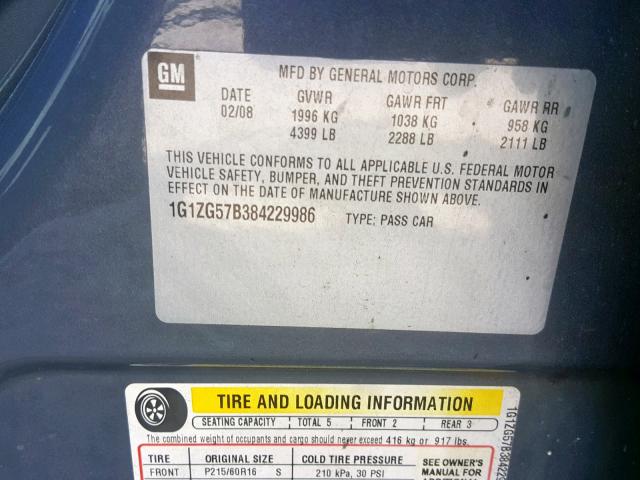 GM
MFD BY GENERAL MOTORS CORP.
DATE GVWR GAWR FRT GAWR RR
02/08 1996 KG 1038 KG 958 KG
4399 LB 2288 LB 2111 LB
THIS VEHICLE CONFORMS TO ALL APPLICABLE U.S. FEDERAL MOTOR
VEHICLE SAFETY, BUMPER, AND THEFT PREVENTION STANDARDS IN
EFFECT ON THE DATE OF MANUFACTURE SHOWN ABOVE.
1G1ZG57B384229986 TYPE: PASS CAR
TIRE AND LOADING INFORMATION
SEATING CAPACITY TOTAL 5 FRONT 2 REAR 3
The combined weight of occupants and cargo should never exceed 416 kg or 917 lbs.
TIRE ORIGINAL SIZE COLD TIRE PRESSURE
FRONT P215/60R16 S 210 kPa, 30 PSI
SEE OWNER'S
MANUAL FOR
ADDITIONAL
1G1ZG57B3842299